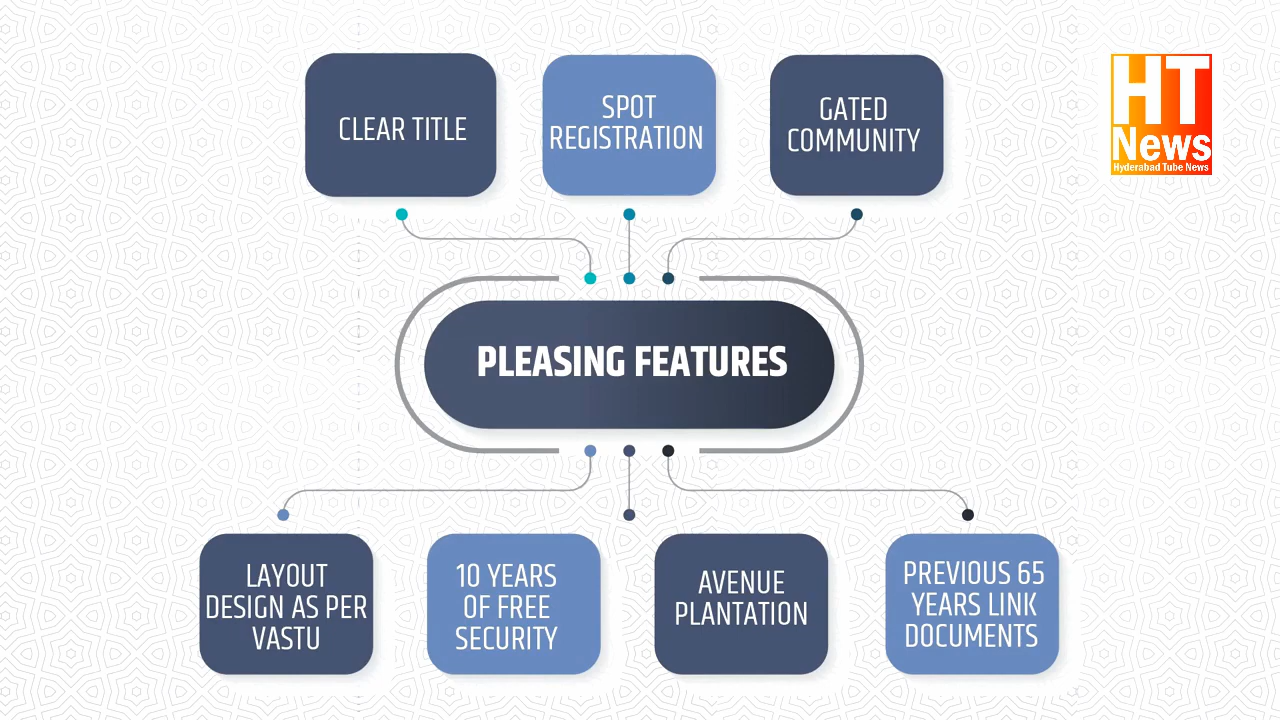 CLEAR TITLE
SPOT
REGISTRATION
GATED
COMMUNITY
HT
News
Hyderabad Tube News
PLEASING FEATURES
LAYOUT
DESIGN AS PER
VASTU
10 YEARS
OF FREE
SECURITY
AVENUE
PLANTATION
PREVIOUS 65
YEARS LINK
DOCUMENTS